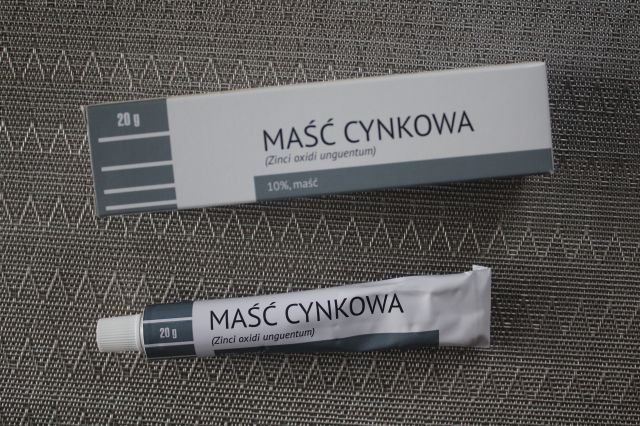 20 g
MAŚĆ CYNKOWA
(Zinci oxidi unguentum)
10%, maść
20 g
MAŚĆ CYNKOWA
(Zinci oxidi unguentum)